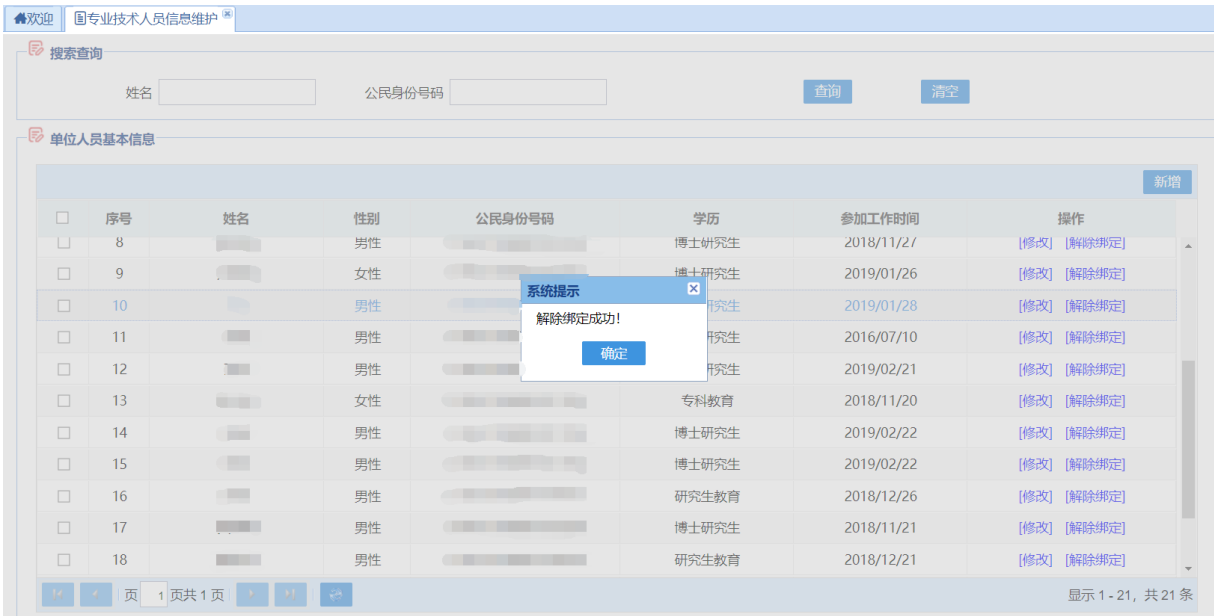 欢迎 专业技术人员信息维护
搜索查询
姓名 公民身份号码 查询 清空
单位人员基本信息
新增
序号 姓名 性别 公民身份号码 学历 参加工作时间 操作
8 男性 博士研究生 2018/11/27 [修改] [解除绑定]
9 女性 博士研究生 2019/01/26 [修改] [解除绑定]
系统提示
10 男性 研究生 2019/01/28 [修改] [解除绑定]
解除绑定成功!
11 男性 研究生 2016/07/10 [修改] [解除绑定]
确定
12 男性 研究生 2019/02/21 [修改] [解除绑定]
13 女性 专科教育 2018/11/20 [修改] [解除绑定]
14 男性 博士研究生 2019/02/22 [修改] [解除绑定]
15 男性 博士研究生 2019/02/22 [修改] [解除绑定]
16 男性 研究生教育 2018/12/26 [修改] [解除绑定]
17 男性 博士研究生 2018/11/21 [修改] [解除绑定]
18 男性 研究生教育 2018/12/21 [修改] [解除绑定]
页 1 页共 1 页 显示 1 - 21, 共 21 条